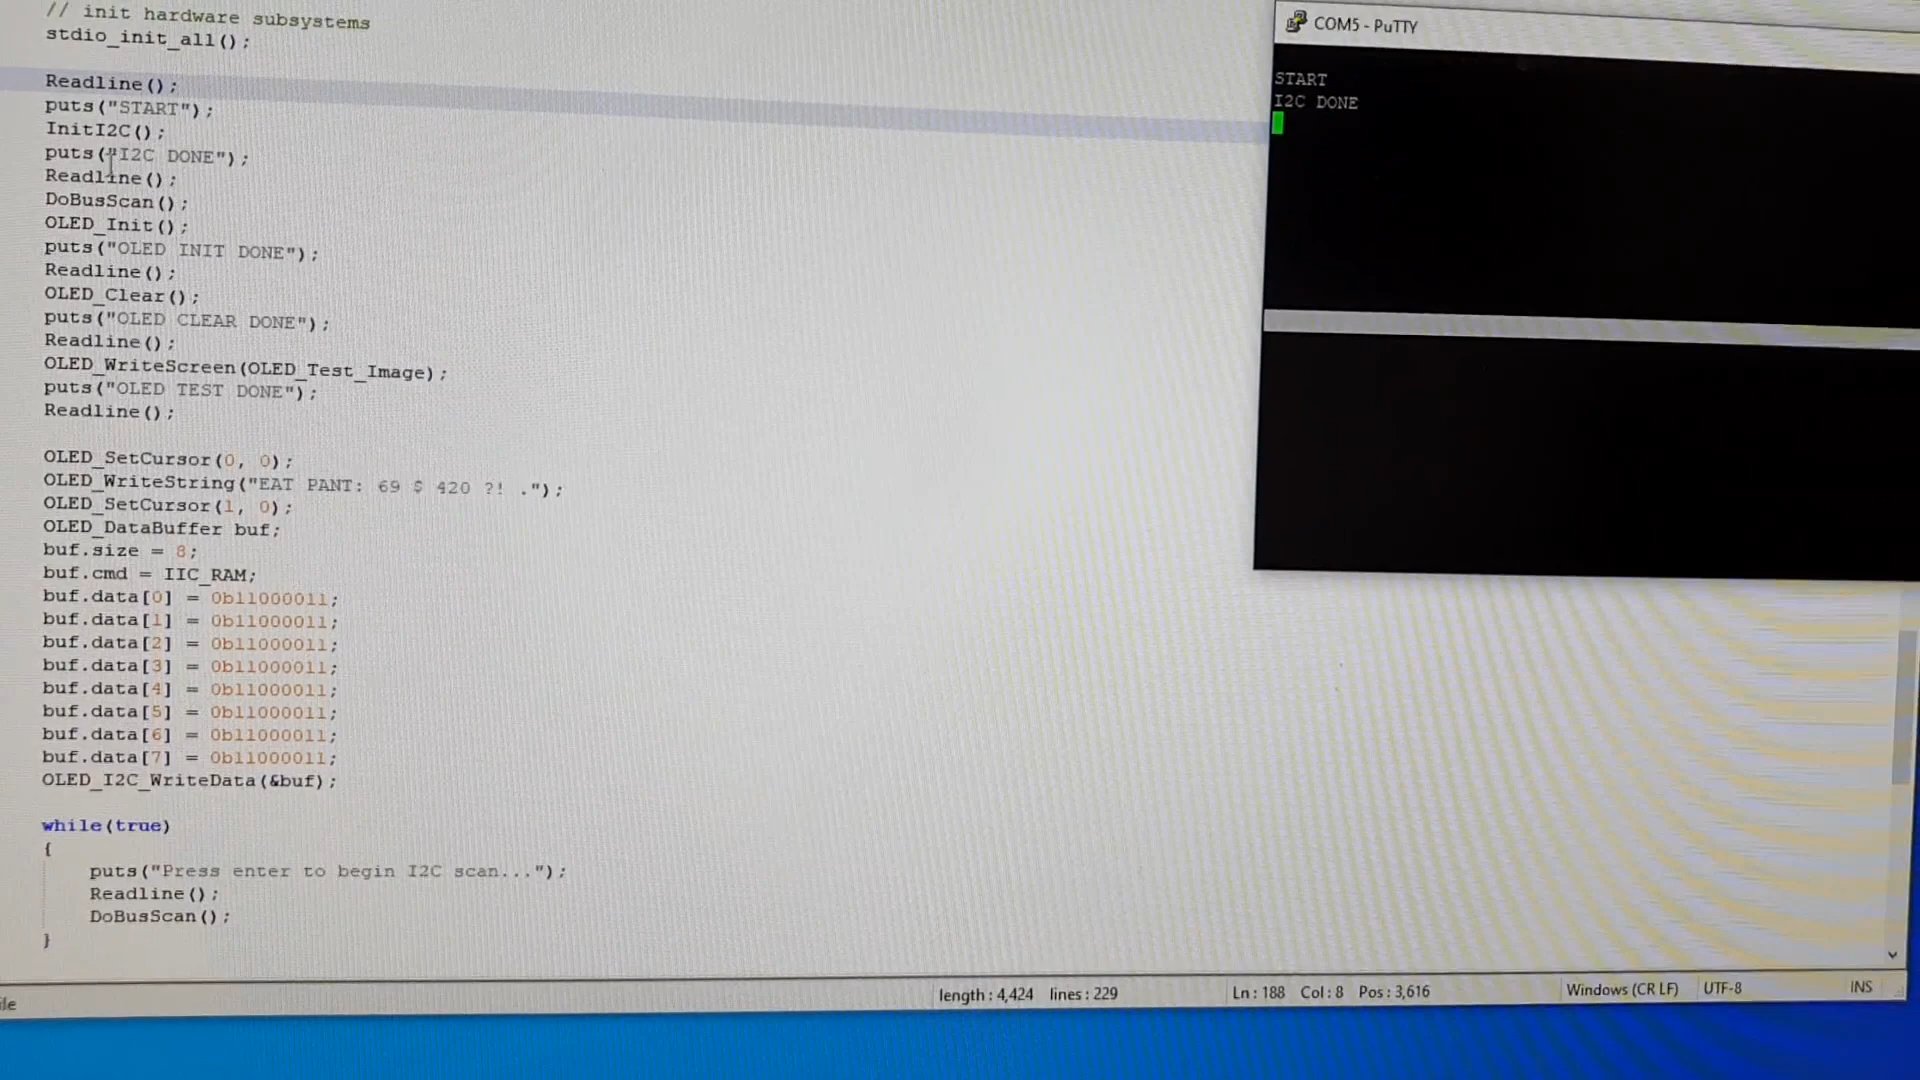 // init hardware subsystems
stdio_init_all();
Readline();
puts("START");
InitI2C();
puts("I2C DONE");
Readline();
DoBusScan();
OLED_Init();
puts("OLED INIT DONE");
Readline();
OLED_Clear();
puts("OLED CLEAR DONE");
Readline();
OLED_WriteScreen(OLED_Test_Image);
puts("OLED TEST DONE");
Readline();
OLED_SetCursor(0, 0);
OLED_WriteString("EAT PANT: 69 $ 420 ?! .");
OLED_SetCursor(1, 0);
OLED_DataBuffer buf;
buf.size = 8;
buf.cmd = IIC_RAM;
buf.data[0] = 0b11000011;
buf.data[1] = 0b11000011;
buf.data[2] = 0b11000011;
buf.data[3] = 0b11000011;
buf.data[4] = 0b11000011;
buf.data[5] = 0b11000011;
buf.data[6] = 0b11000011;
buf.data[7] = 0b11000011;
OLED_I2C_WriteData(&buf);
while(true)
{
puts("Press enter to begin I2C scan...");
Readline();
DoBusScan();
}
COM5 - PuTTY
START
I2C DONE
length : 4,424 lines : 229 Ln : 188 Col : 8 Pos : 3,616 Windows (CR LF) UTF-8 INS